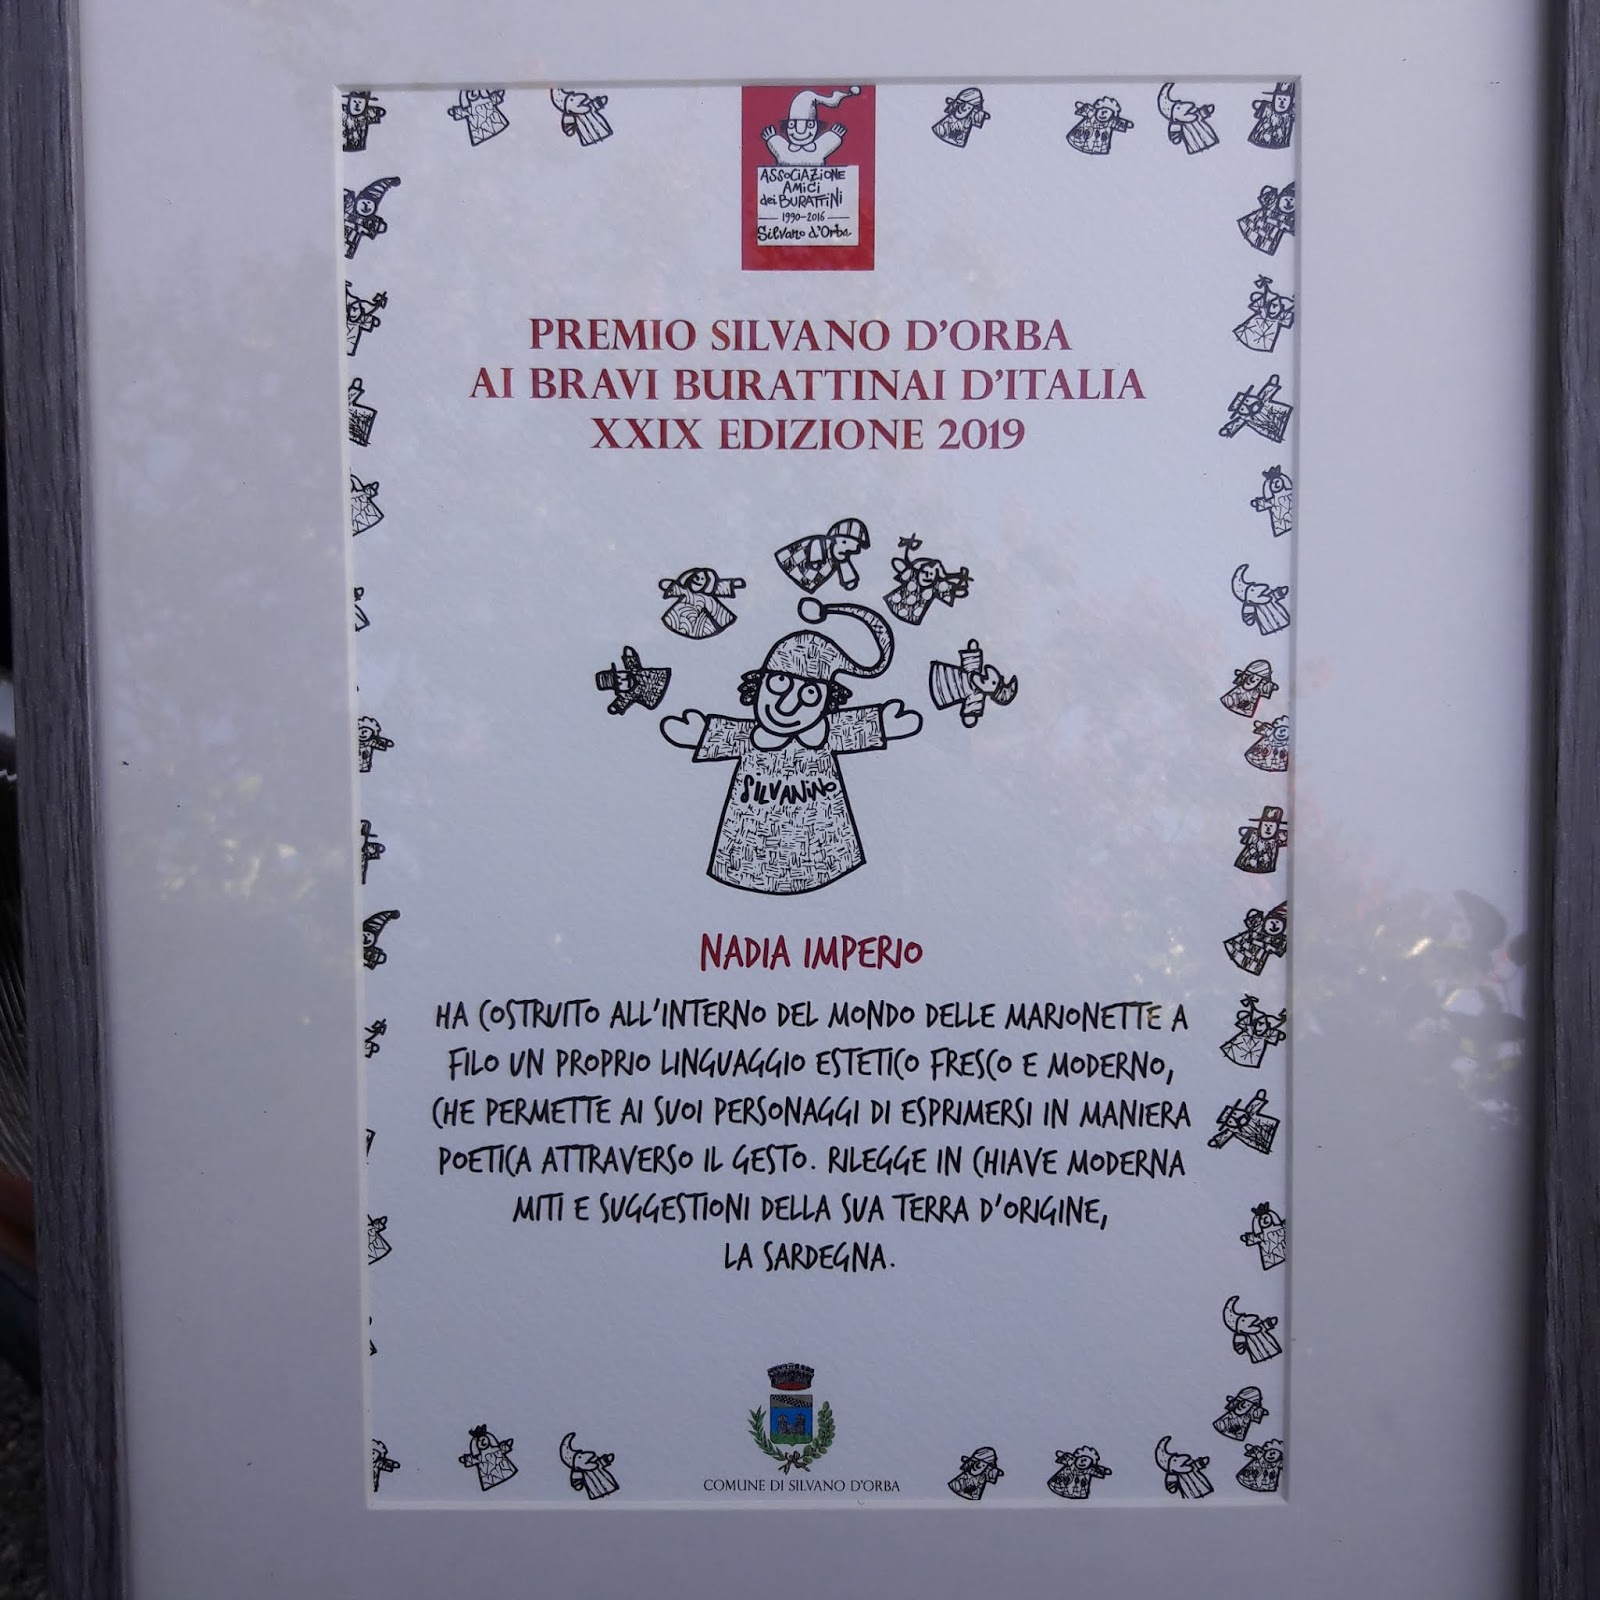 ASSOCIAZIONE
AMICI
dei BURATTINI
1990-2016
Silvano d'Orba
PREMIO SILVANO D'ORBA
AI BRAVI BURATTINAI D'ITALIA
XXIX EDIZIONE 2019
SILVANINO
NADIA IMPERIO
HA COSTRUITO ALL'INTERNO DEL MONDO DELLE MARIONETTE A
FILO UN PROPRIO LINGUAGGIO ESTETICO FRESCO E MODERNO,
CHE PERMETTE AI SUOI PERSONAGGI DI ESPRIMERSI IN MANIERA
POETICA ATTRAVERSO IL GESTO. RILEGGE IN CHIAVE MODERNA
MITI E SUGGESTIONI DELLA SUA TERRA D'ORIGINE,
LA SARDEGNA.
COMUNE DI SILVANO D'ORBA